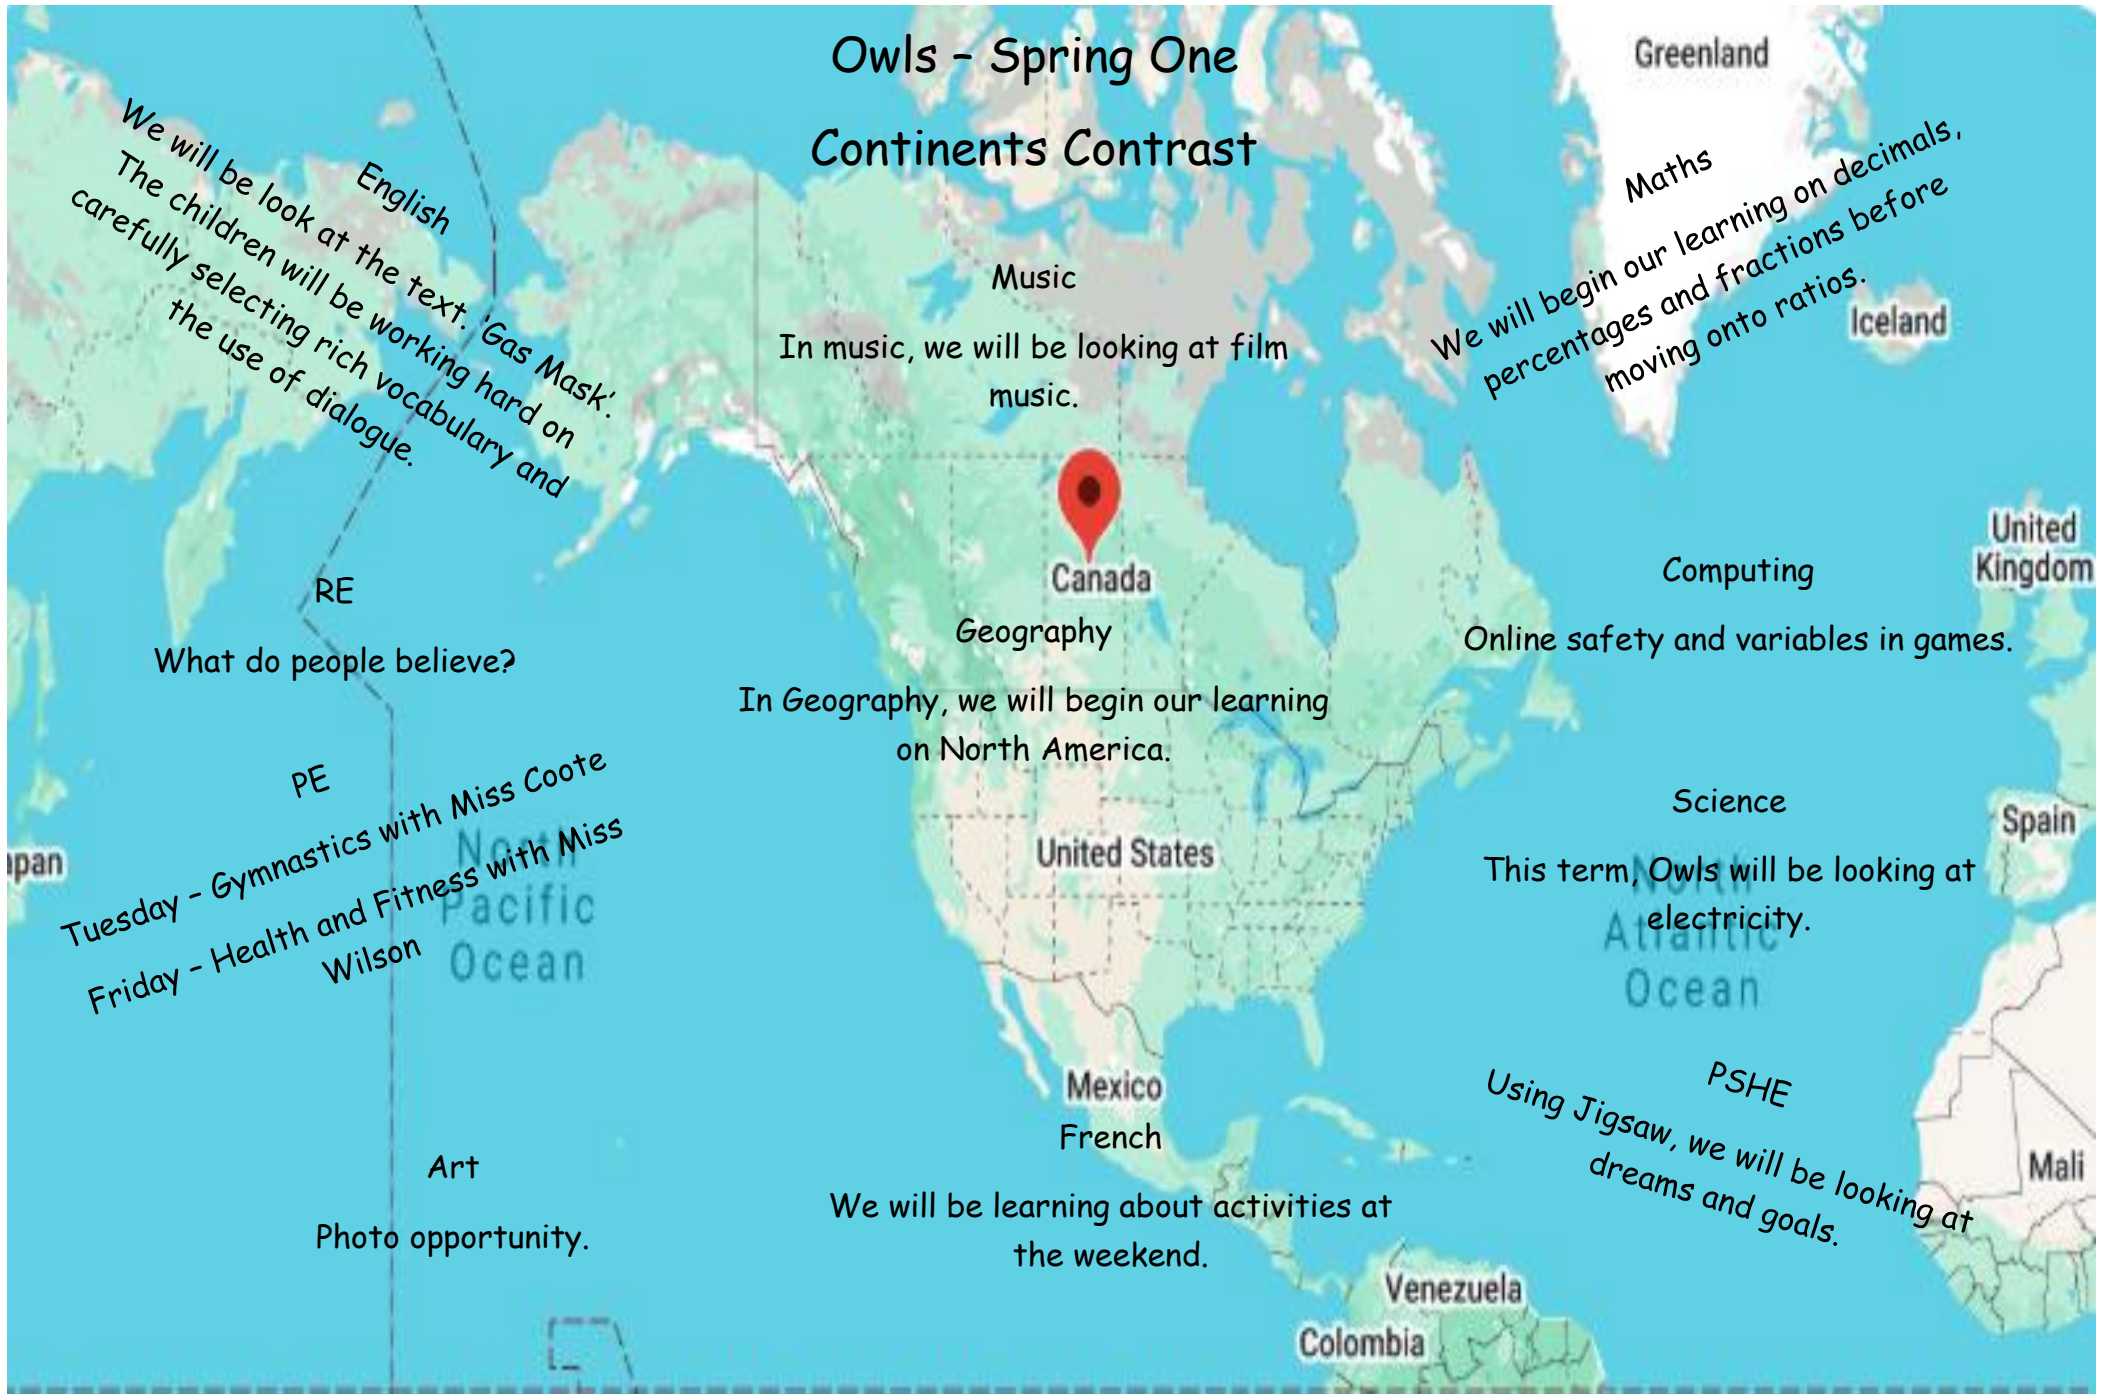 Owls – Spring One
Continents Contrast
English
We will be look at the text. 'Gas Mask'.
The children will be working hard on
carefully selecting rich vocabulary and
the use of dialogue.
Music
In music, we will be looking at film
music.
Maths
We will begin our learning on decimals,
percentages and fractions before
moving onto ratios.
Greenland
Iceland
United
Kingdom
Canada
RE
What do people believe?
Geography
In Geography, we will begin our learning
on North America.
Computing
Online safety and variables in games.
PE
Tuesday – Gymnastics with Miss Coote
Friday – Health and Fitness with Miss
Wilson
North
Pacific
Ocean
apan
United States
Science
This term, Owls will be looking at
electricity.
North
Atlantic
Ocean
Spain
Mexico
French
We will be learning about activities at
the weekend.
PSHE
Using Jigsaw, we will be looking at
dreams and goals.
Mali
Art
Photo opportunity.
Venezuela
Colombia